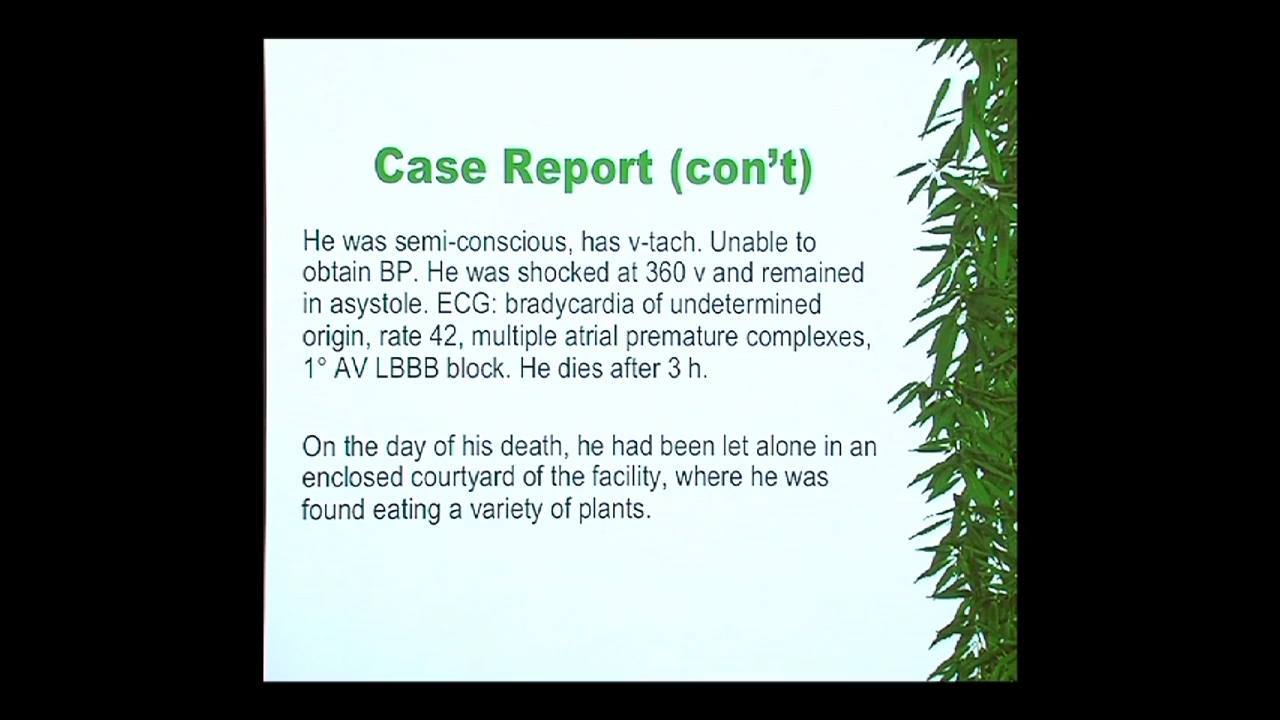 Case Report (con’t)
He was semi-conscious, has v-tach. Unable to
obtain BP. He was shocked at 360 v and remained
in asystole. ECG: bradycardia of undetermined
origin, rate 42, multiple atrial premature complexes,
1° AV LBBB block. He dies after 3 h.
On the day of his death, he had been let alone in an
enclosed courtyard of the facility, where he was
found eating a variety of plants.